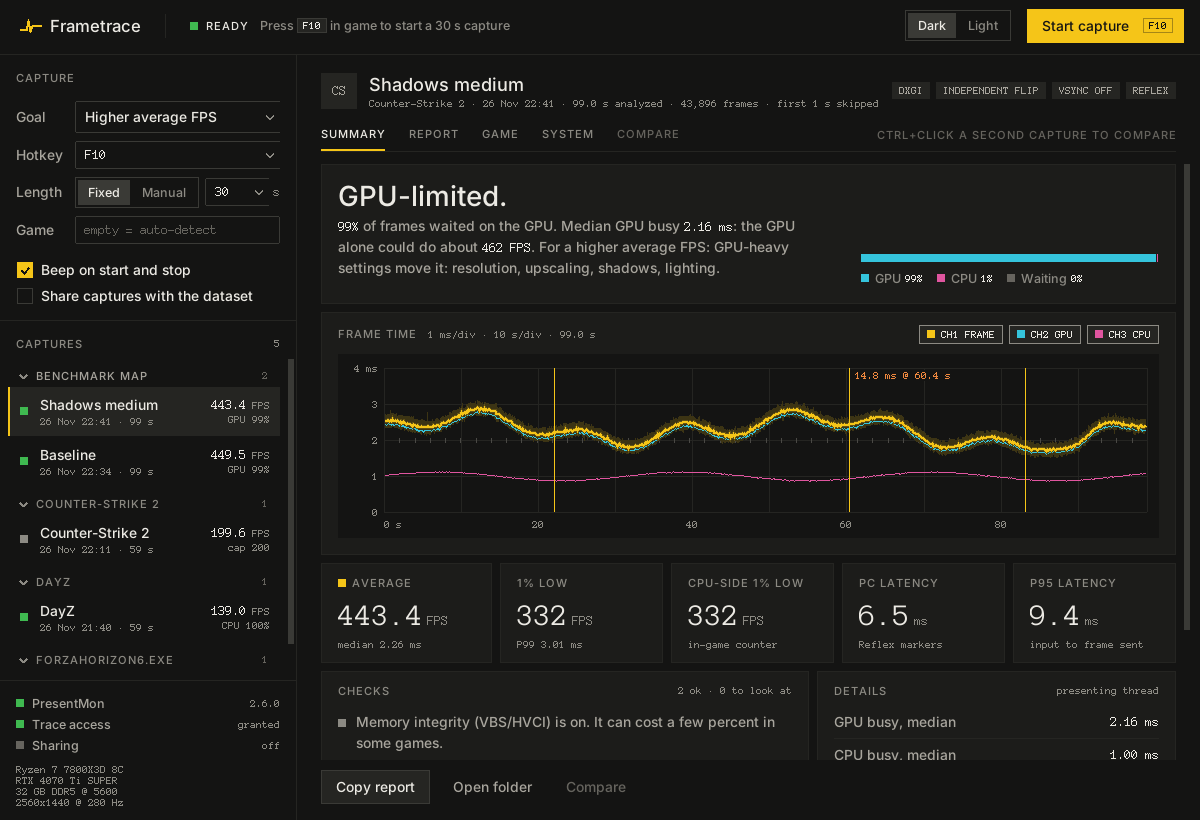 Frametrace
READY Press F10 in game to start a 30 s capture
Dark Light
Start capture F10
CAPTURE
Goal Higher average FPS
Hotkey F10
Length Fixed Manual 30 s
Game empty = auto-detect
Beep on start and stop
Share captures with the dataset
CAPTURES 5
BENCHMARK MAP 2
Shadows medium 443.4 FPS
26 Nov 22:41 · 99 s GPU 99%
Baseline 449.5 FPS
26 Nov 22:34 · 99 s GPU 99%
COUNTER-STRIKE 2 1
Counter-Strike 2 199.6 FPS
26 Nov 22:11 · 59 s cap 200
DAYZ 1
DayZ 139.0 FPS
26 Nov 21:40 · 59 s CPU 100%
FORZAHORIZON6.EXE 1
PresentMon 2.6.0
Trace access granted
Sharing off
Ryzen 7 7800X3D 8C
RTX 4070 Ti SUPER
32 GB DDR5 @ 5600
2560x1440 @ 280 Hz
CS
Shadows medium
Counter-Strike 2 · 26 Nov 22:41 · 99.0 s analyzed · 43,896 frames · first 1 s skipped
DXGI INDEPENDENT FLIP VSYNC OFF REFLEX
SUMMARY REPORT GAME SYSTEM COMPARE
CTRL+CLICK A SECOND CAPTURE TO COMPARE
GPU-limited.
99% of frames waited on the GPU. Median GPU busy 2.16 ms: the GPU
alone could do about 462 FPS. For a higher average FPS: GPU-heavy
settings move it: resolution, upscaling, shadows, lighting.
GPU 99% CPU 1% Waiting 0%
FRAME TIME 1 ms/div · 10 s/div · 99.0 s
CH1 FRAME CH2 GPU CH3 CPU
4 ms
14.8 ms @ 60.4 s
3
2
1
0
0 s 20 40 60 80
AVERAGE
443.4 FPS
median 2.26 ms
1% LOW
332 FPS
P99 3.01 ms
CPU-SIDE 1% LOW
332 FPS
in-game counter
PC LATENCY
6.5 ms
Reflex markers
P95 LATENCY
9.4 ms
input to frame sent
CHECKS 2 ok · 0 to look at
Memory integrity (VBS/HVCI) is on. It can cost a few percent in
some games.
DETAILS presenting thread
GPU busy, median 2.16 ms
CPU busy, median 1.00 ms
Copy report Open folder Compare